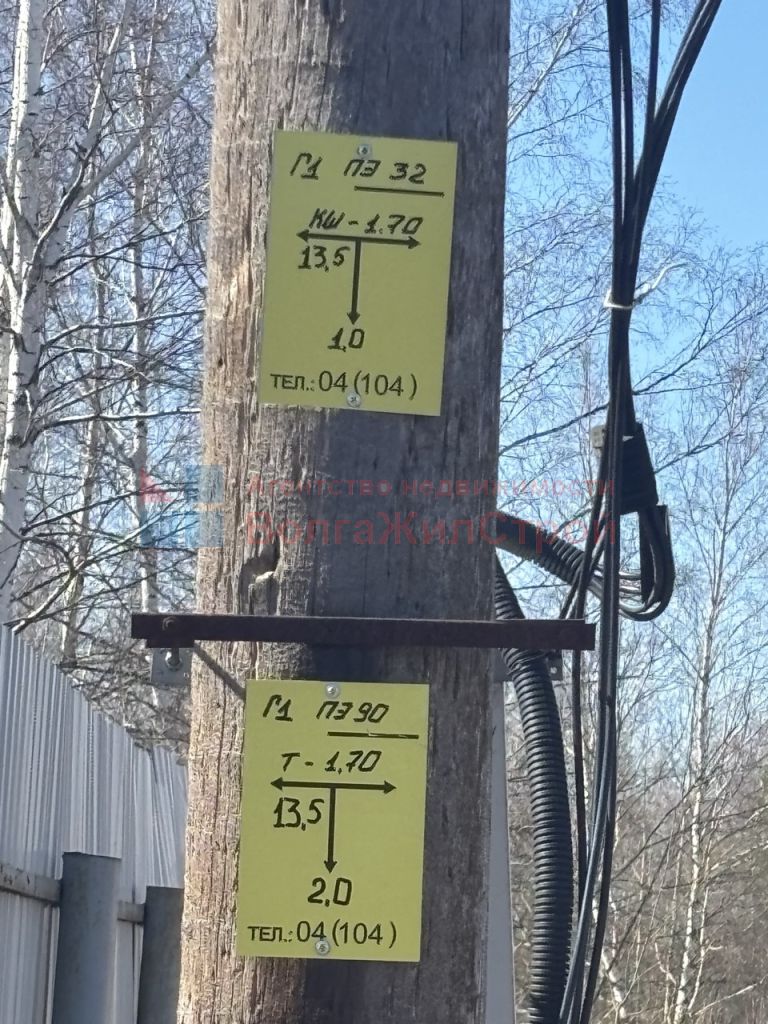 Г1 ПЭ 32
КШ - 1.70
13,5
1,0
ТЕЛ.: 04 (104)
Агентство недвижимости
ВолгаЖилСтрой
Г1 ПЭ 90
Т - 1.70
13,5
2,0
ТЕЛ.: 04 (104)